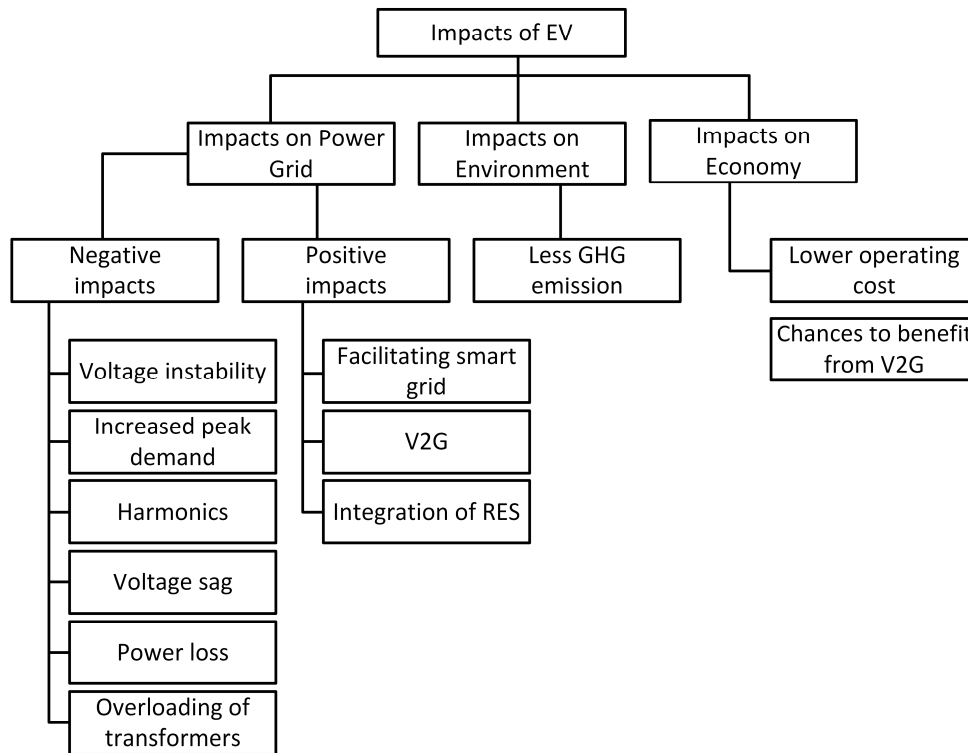 Impacts of EV
Impacts on Power
Grid
Impacts on
Environment
Impacts on
Economy
Negative
impacts
Positive
impacts
Less GHG
emission
Lower operating
cost
Chances to benefit
from V2G
Voltage instability
Increased peak
demand
Harmonics
Voltage sag
Power loss
Overloading of
transformers
Facilitating smart
grid
V2G
Integration of RES